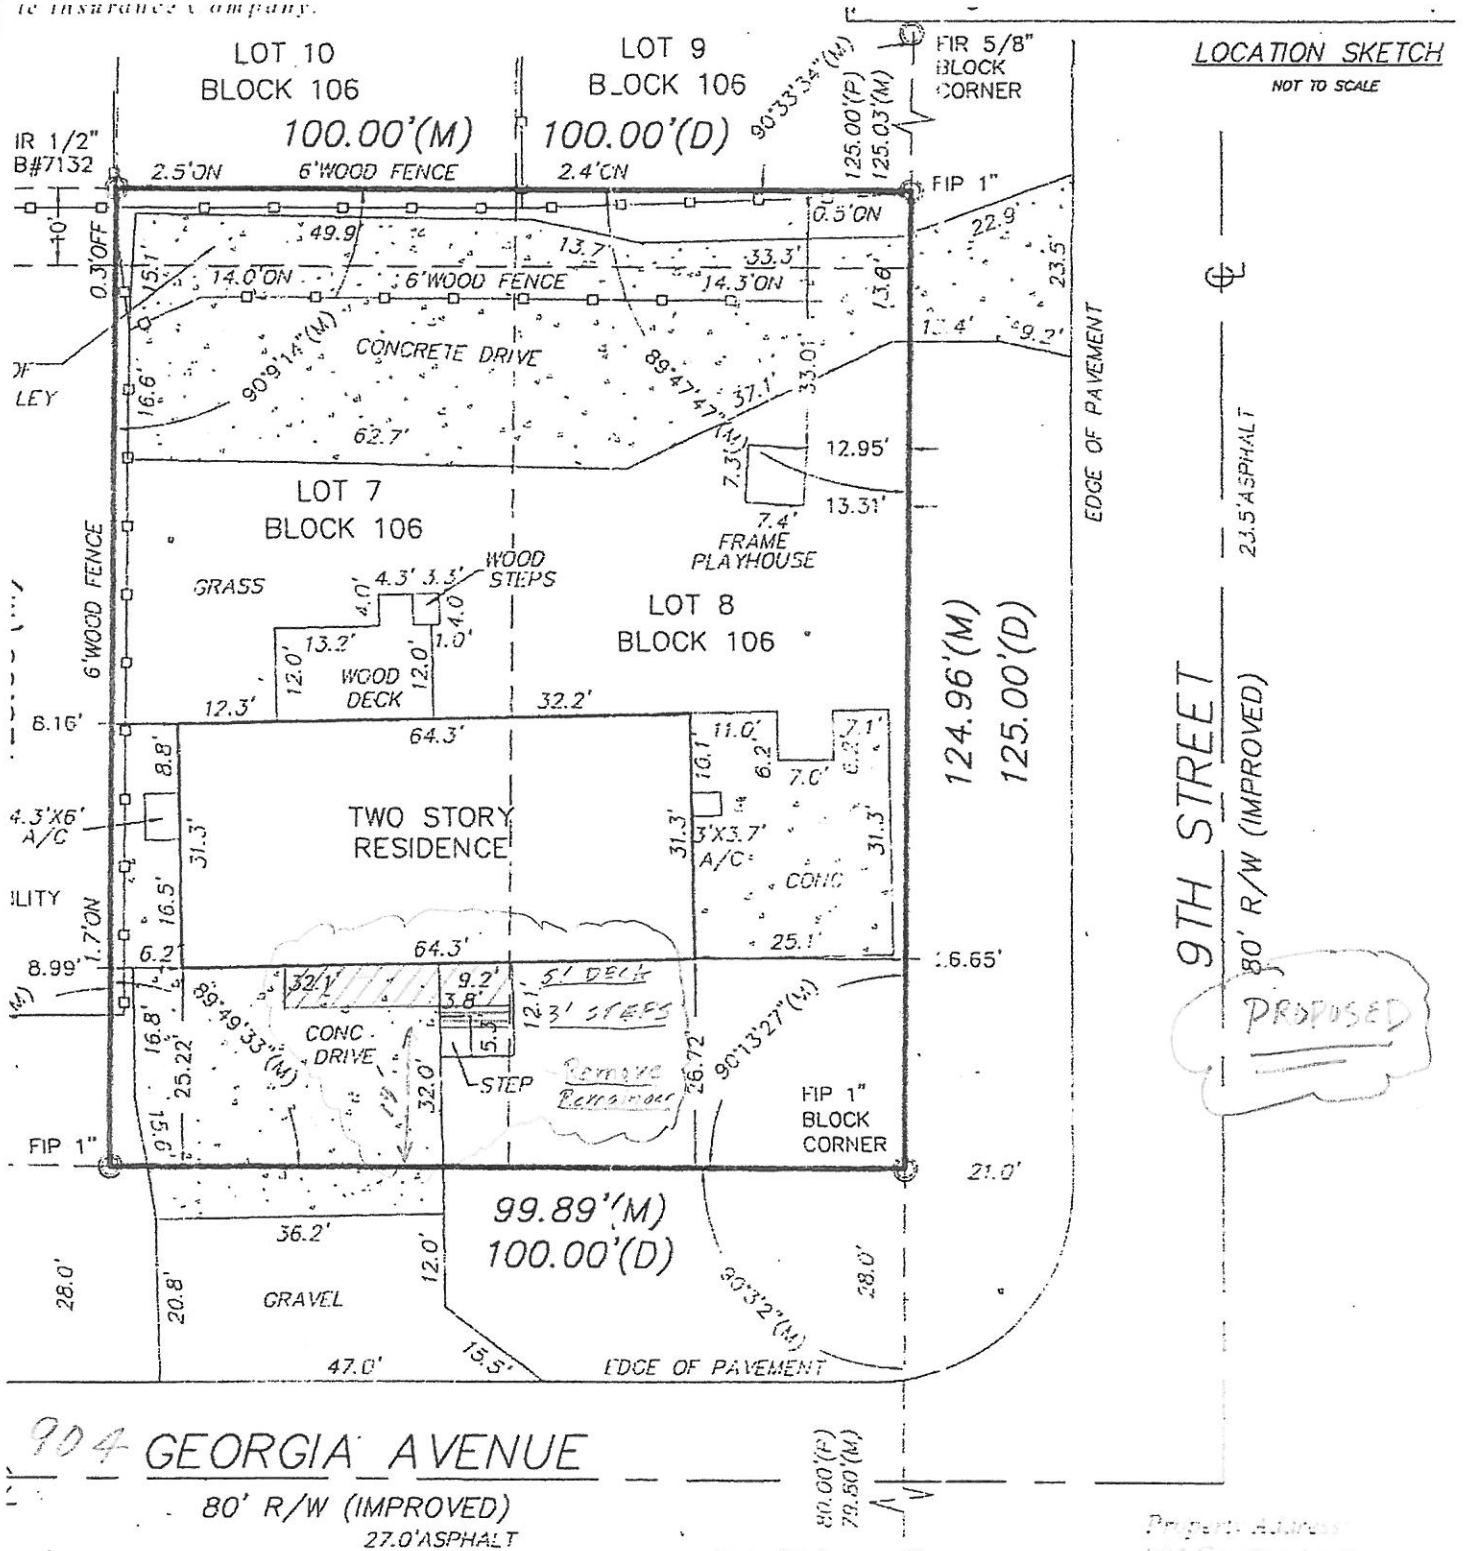 te Insurance Company.
LOT 10
BLOCK 106
LOT 9
BLOCK 106
90°33'34"(M)
125.00'(P)
125.03'(M)
FIR 5/8"
BLOCK
CORNER
LOCATION SKETCH
NOT TO SCALE
100.00'(M)
100.00'(D)
IR 1/2"
B#7132
2.5'ON
6'WOOD FENCE
2.4'ON
FIP 1"
0.5'ON
10'
0.3'OFF
15.1'
49.9'
13.7'
33.3'
13.6'
22.9'
23.5'
14.0'ON
6'WOOD FENCE
14.3'ON
13.4'
9.2'
OF
LEY
90°9'14"(M)
CONCRETE DRIVE
89°47'47"(M)
37.1'
33.01'
16.6'
62.7'
EDGE OF PAVEMENT
23.5'ASPHALT
7.3'
12.95'
13.31'
7.4'
FRAME
PLAYHOUSE
LOT 7
BLOCK 106
6'WOOD FENCE
GRASS
WOOD
STEPS
4.3'
3.3'
4.0'
4.0'
1.0'
13.2'
12.0'
12.0'
WOOD
DECK
LOT 8
BLOCK 106
124.96'(M)
125.00'(D)
9TH STREET
80' R/W (IMPROVED)
8.16'
12.3'
32.2'
64.3'
11.0'
7.1'
6.2'
6.2'
7.0'
10.1'
8.8'
4.3'X6'
A/C
31.3'
TWO STORY
RESIDENCE
31.3'
3'X3.7'
A/C
31.3'
CONC
ILITY
1.7'ON
16.5'
6.2'
8.99'
64.3'
25.1'
26.65'
32.1'
9.2'
3.8'
5' DECK
3' STEPS
12.1'
5.3'
PROPOSED
89°49'33"(M)
16.8'
25.22'
CONC.
DRIVE
19'
32.0'
STEP
Remove
Remainder
26.72'
90°13'27"(M)
15.6'
FIP 1"
FIP 1"
BLOCK
CORNER
21.0'
99.89'(M)
100.00'(D)
36.2'
12.0'
28.0'
20.8'
GRAVEL
90°3'2"(M)
28.0'
47.0'
15.5'
EDGE OF PAVEMENT
904 GEORGIA AVENUE
80' R/W (IMPROVED)
27.0'ASPHALT
80.00'(P)
79.80'(M)
Property Address